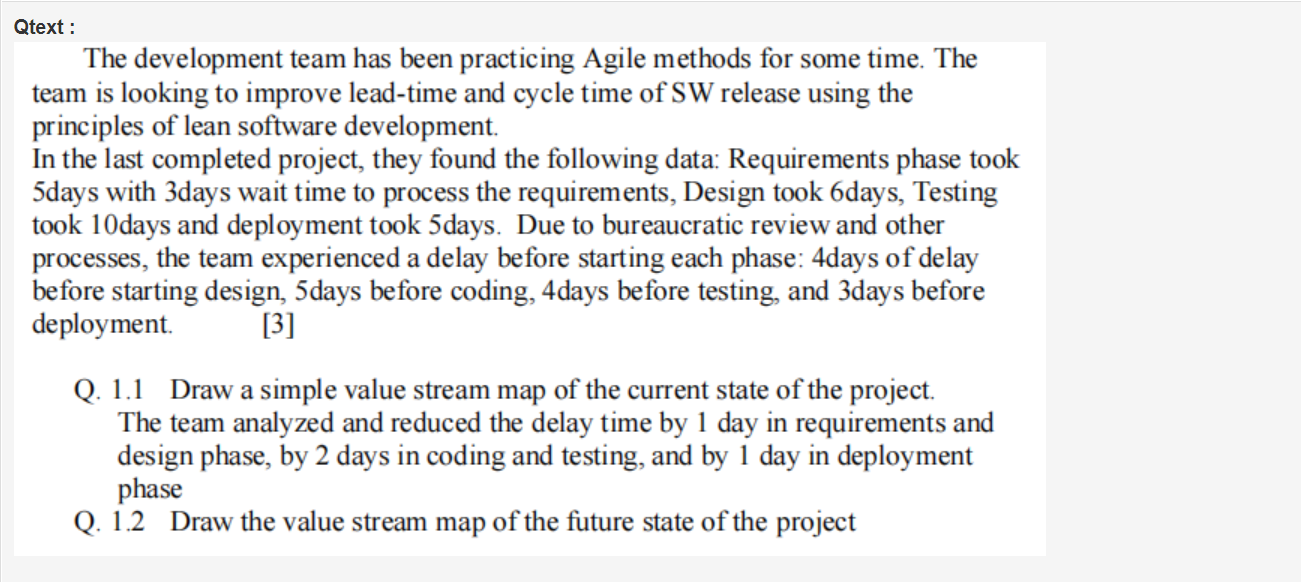 Qtext :
The development team has been practicing Agile methods for some time. The
team is looking to improve lead-time and cycle time of SW release using the
principles of lean software development.
In the last completed project, they found the following data: Requirements phase took
5days with 3days wait time to process the requirements, Design took 6days, Testing
took 10days and deployment took 5days. Due to bureaucratic review and other
processes, the team experienced a delay before starting each phase: 4days of delay
before starting design, 5days before coding, 4days before testing, and 3days before
deployment. [3]
Q. 1.1 Draw a simple value stream map of the current state of the project.
The team analyzed and reduced the delay time by 1 day in requirements and
design phase, by 2 days in coding and testing, and by 1 day in deployment
phase
Q. 1.2 Draw the value stream map of the future state of the project